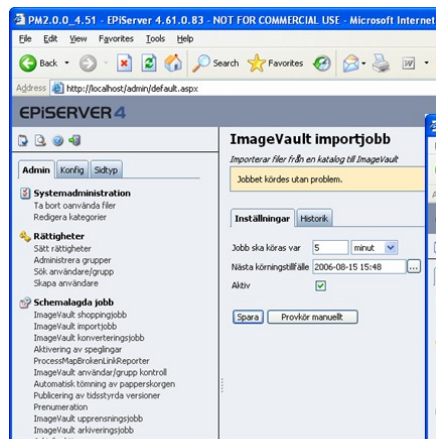 PM2.0.0_4.51 - EPiServer 4.61.0.83 - NOT FOR COMMERCIAL USE - Microsoft Internet
File Edit View Favorites Tools Help
Back Search Favorites
Address http://localhost/admin/default.aspx
EPiSERVER 4
Admin Konfig Sidtyp
Systemadministration
Ta bort oanvända filer
Redigera kategorier
Rättigheter
Sätt rättigheter
Administrera grupper
Sök användare/grupp
Skapa användare
Schemalagda jobb
ImageVault shoppingjobb
ImageVault importjobb
ImageVault konverteringsjobb
Aktivering av speglingar
ProcessMapBrokenLinkReporter
ImageVault användar/grupp kontroll
Automatisk tömning av papperskorgen
Publicering av tidsstyrda versioner
Prenumeration
ImageVault upprensningsjobb
ImageVault arkiveringsjobb
ImageVault importjobb
Importerar filer från en katalog till ImageVault
Jobbet kördes utan problem.
Inställningar Historik
Jobb ska köras var 5 minut
Nästa körningstillfälle 2006-08-15 15:48 ...
Aktiv
Spara Provkör manuellt